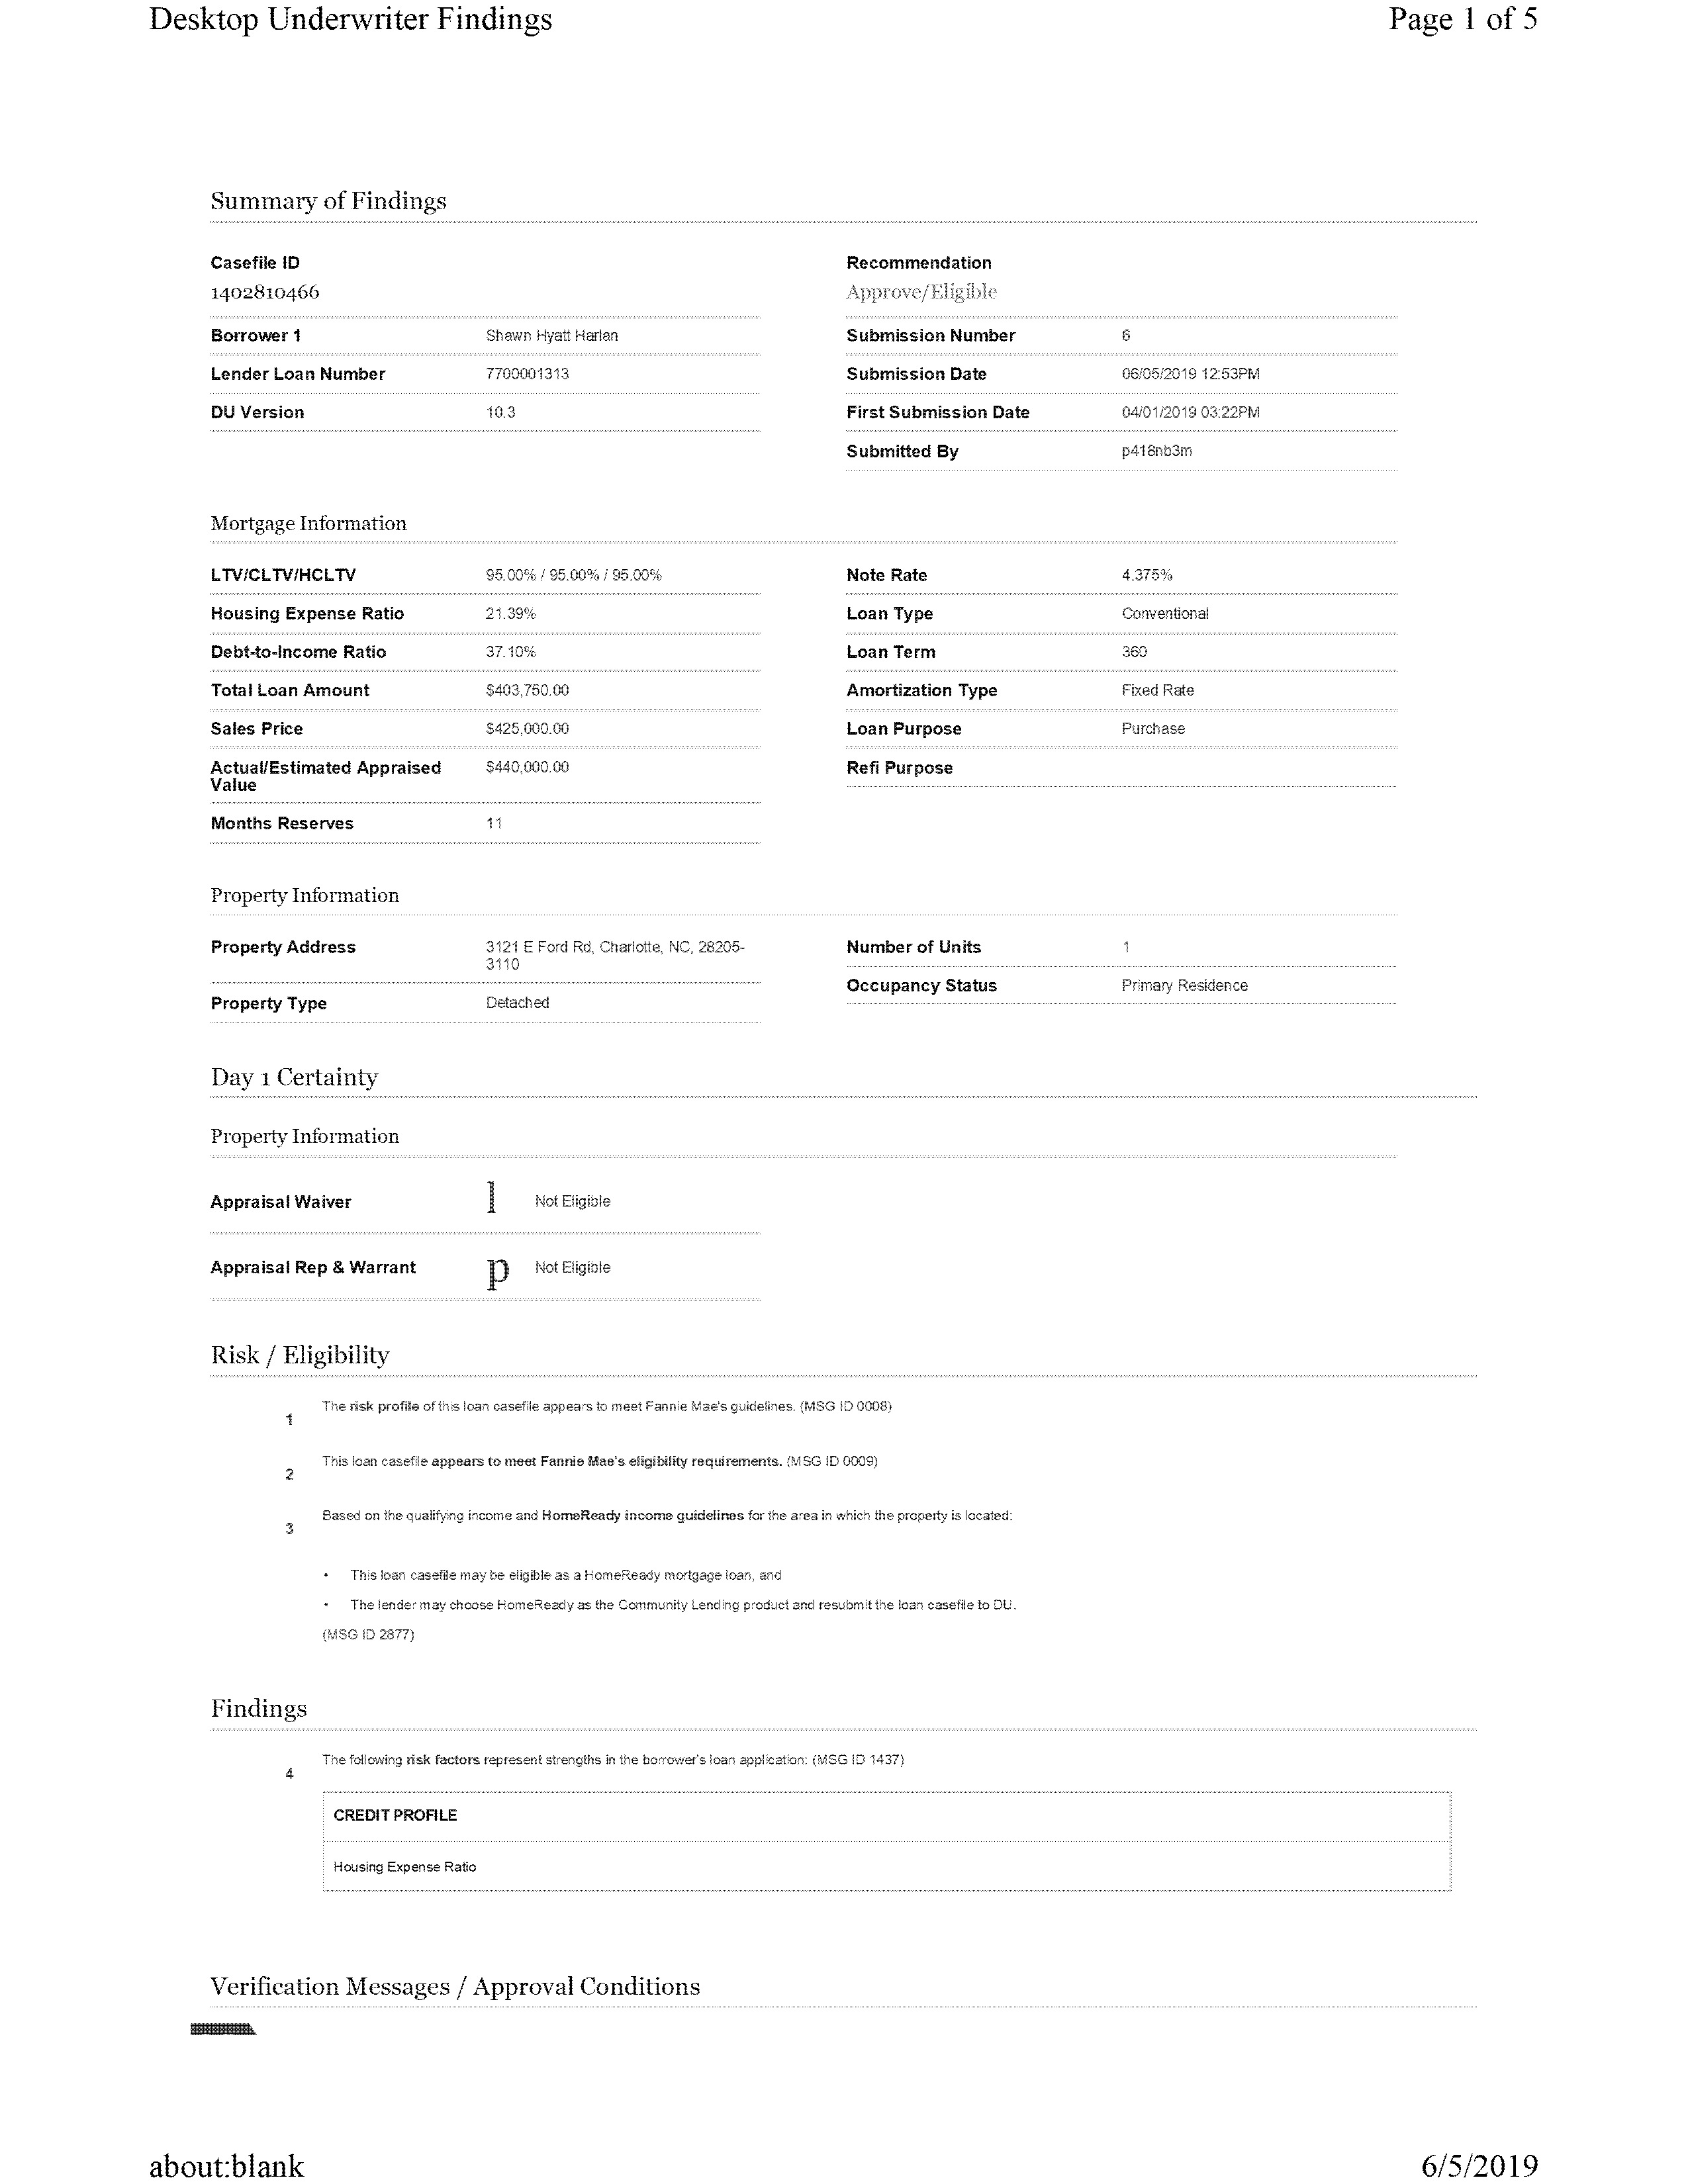 Desktop Underwriter Findings Page 1 of 5
Summary of Findings
Casefile ID Recommendation
1402810466 Approve/Eligible
Borrower 1 Shawn Hyatt Harlan Submission Number 6
Lender Loan Number 7700001313 Submission Date 06/05/2019 12:53PM
DU Version 10.3 First Submission Date 04/01/2019 03:22PM
Submitted By p418nb3m
Mortgage Information
LTV/CLTV/HCLTV 95.00% / 95.00% / 95.00% Note Rate 4.375%
Housing Expense Ratio 21.39% Loan Type Conventional
Debt-to-Income Ratio 37.10% Loan Term 360
Total Loan Amount $403,750.00 Amortization Type Fixed Rate
Sales Price $425,000.00 Loan Purpose Purchase
Actual/Estimated Appraised $440,000.00 Refi Purpose
Value
Months Reserves 11
Property Information
Property Address 3121 E Ford Rd, Charlotte, NC, 28205- Number of Units 1
3110
Occupancy Status Primary Residence
Property Type Detached
Day 1 Certainty
Property Information
Appraisal Waiver l Not Eligible
Appraisal Rep & Warrant p Not Eligible
Risk / Eligibility
1 The risk profile of this loan casefile appears to meet Fannie Mae's guidelines. (MSG ID 0008)
2 This loan casefile appears to meet Fannie Mae's eligibility requirements. (MSG ID 0009)
3 Based on the qualifying income and HomeReady income guidelines for the area in which the property is located:
• This loan casefile may be eligible as a HomeReady mortgage loan, and
• The lender may choose HomeReady as the Community Lending product and resubmit the loan casefile to DU.
(MSG ID 2877)
Findings
4 The following risk factors represent strengths in the borrower's loan application: (MSG ID 1437)
CREDIT PROFILE
Housing Expense Ratio
Verification Messages / Approval Conditions
about:blank 6/5/2019